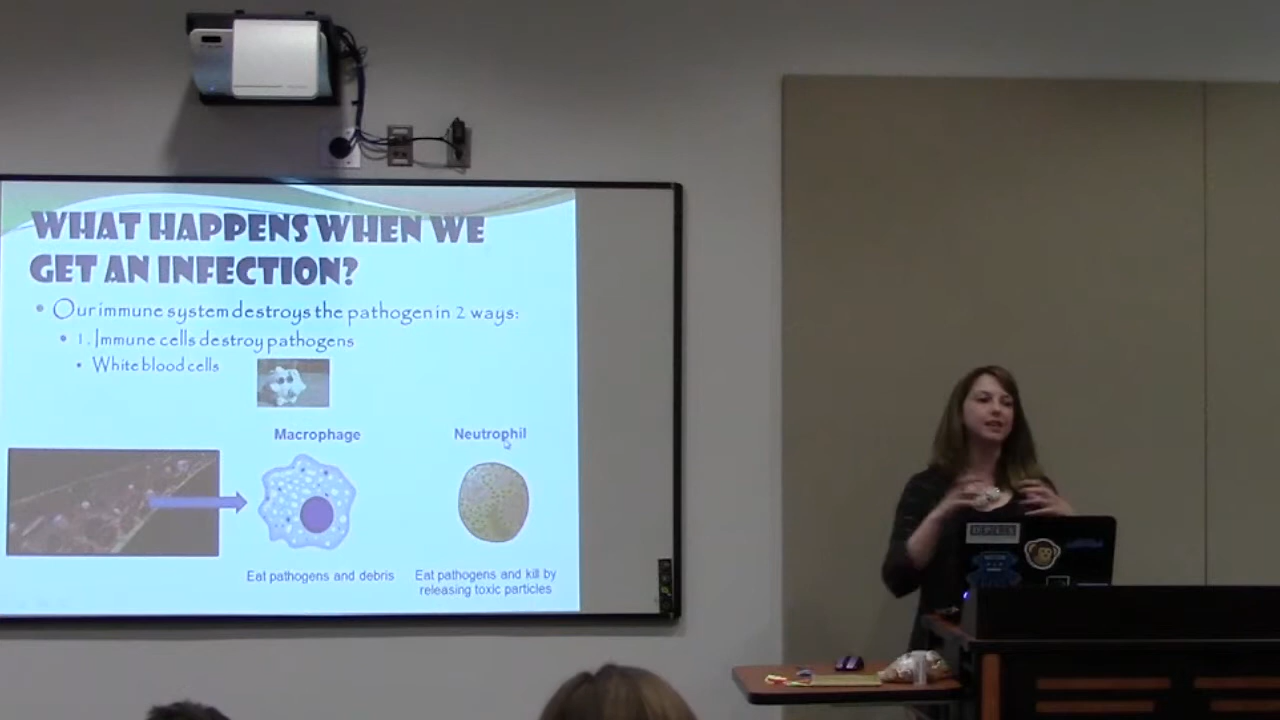 WHAT HAPPENS WHEN WE
GET AN INFECTION?
Our immune system destroys the pathogen in 2 ways:
1. Immune cells destroy pathogens
White blood cells
Macrophage
Neutrophil
Eat pathogens and debris
Eat pathogens and kill by
releasing toxic particles